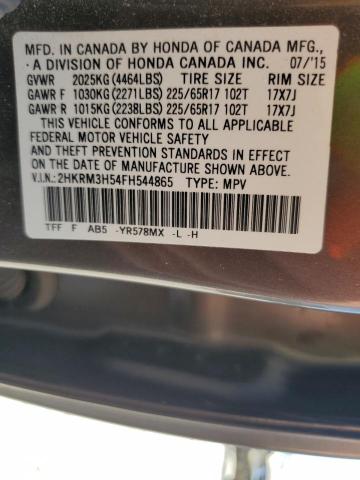 MFD. IN CANADA BY HONDA OF CANADA MFG.,
A DIVISION OF HONDA CANADA INC. 07/'15
GVWR 2025KG (4464LBS) TIRE SIZE RIM SIZE
GAWR F 1030KG (2271LBS) 225/65R17 102T 17X7J
GAWR R 1015KG (2238LBS) 225/65R17 102T 17X7J
THIS VEHICLE CONFORMS TO ALL APPLICABLE
FEDERAL MOTOR VEHICLE SAFETY
AND THEFT PREVENTION STANDARDS IN EFFECT ON
THE DATE OF MANUFACTURE SHOWN ABOVE.
V.I.N.: 2HKRM3H54FH544865 TYPE: MPV
TFF F AB5 -YR578MX -L -H